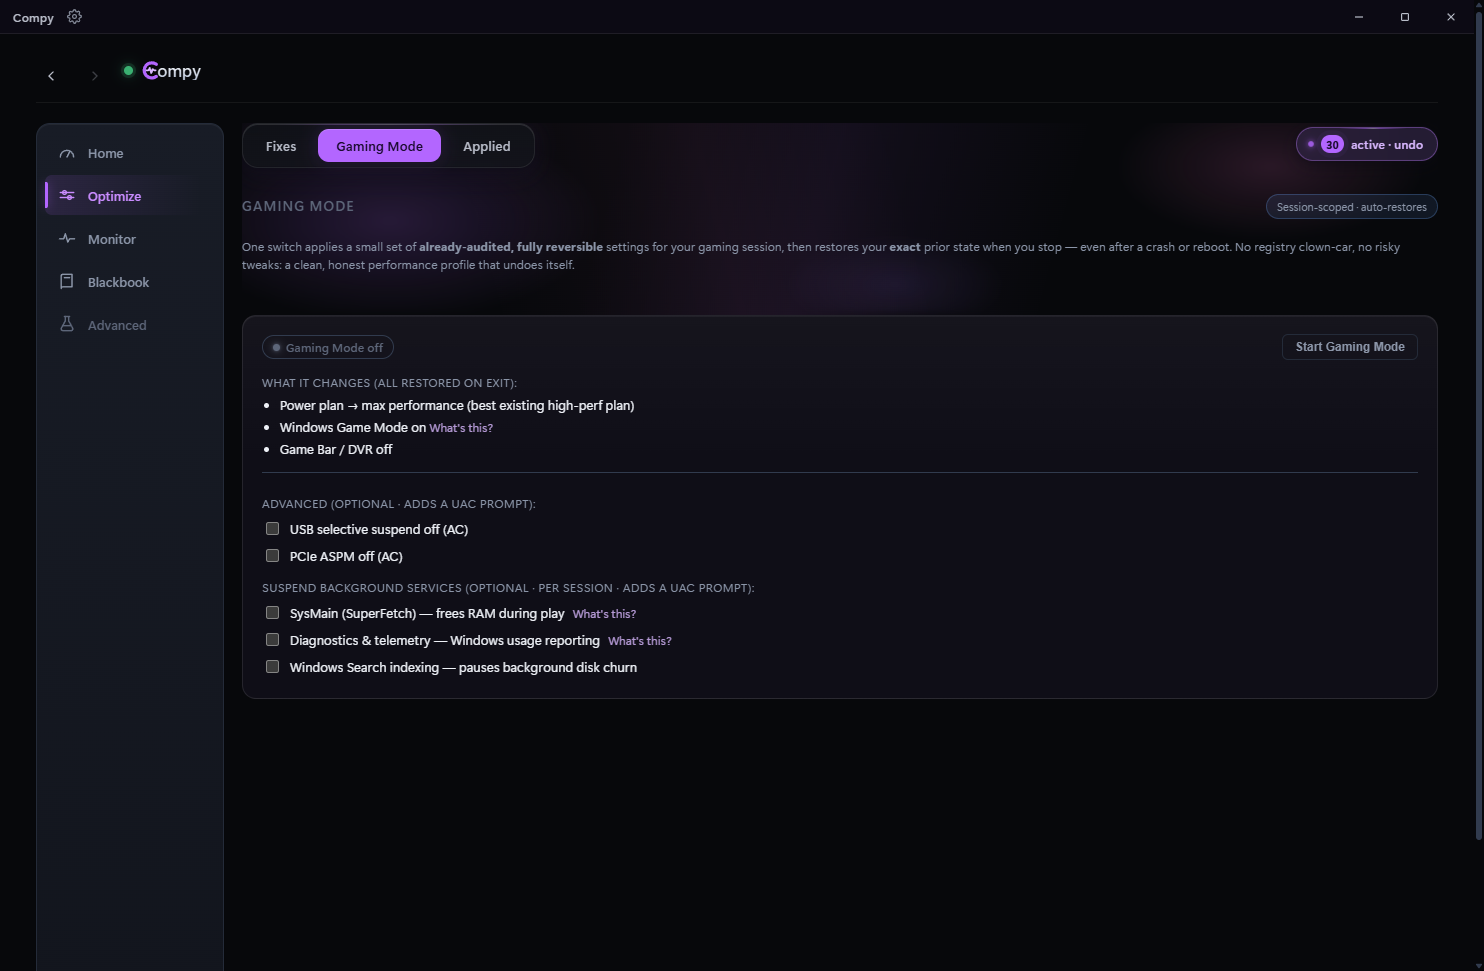 Compy
Compy
Home
Optimize
Monitor
Blackbook
Advanced
Fixes
Gaming Mode
Applied
30 active · undo
GAMING MODE
Session-scoped · auto-restores
One switch applies a small set of already-audited, fully reversible settings for your gaming session, then restores your exact prior state when you stop — even after a crash or reboot. No registry clown-car, no risky
tweaks: a clean, honest performance profile that undoes itself.
Gaming Mode off
Start Gaming Mode
WHAT IT CHANGES (ALL RESTORED ON EXIT):
• Power plan → max performance (best existing high-perf plan)
• Windows Game Mode on What's this?
• Game Bar / DVR off
ADVANCED (OPTIONAL · ADDS A UAC PROMPT):
USB selective suspend off (AC)
PCIe ASPM off (AC)
SUSPEND BACKGROUND SERVICES (OPTIONAL · PER SESSION · ADDS A UAC PROMPT):
SysMain (SuperFetch) — frees RAM during play What's this?
Diagnostics & telemetry — Windows usage reporting What's this?
Windows Search indexing — pauses background disk churn